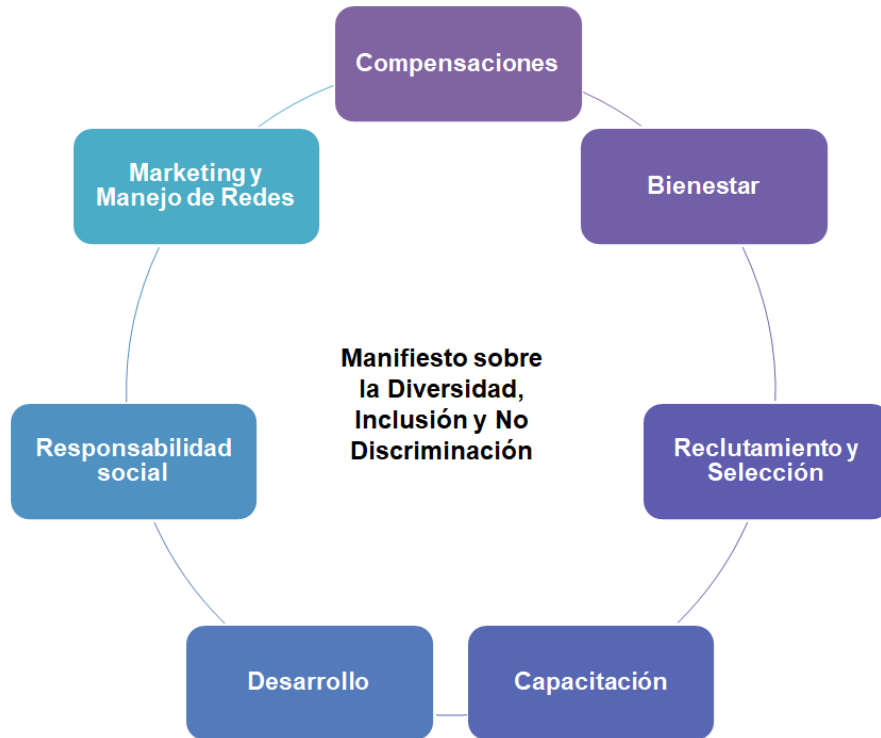 Compensaciones
Bienestar
Reclutamiento y
Selección
Capacitación
Desarrollo
Responsabilidad
social
Marketing y
Manejo de Redes
Manifiesto sobre
la Diversidad,
Inclusión y No
Discriminación